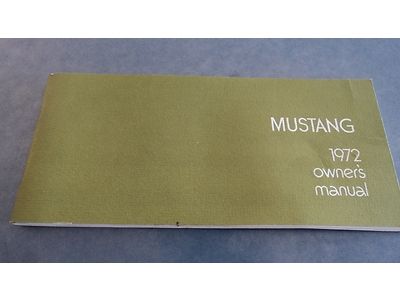 MUSTANG
1972
owner's
manual